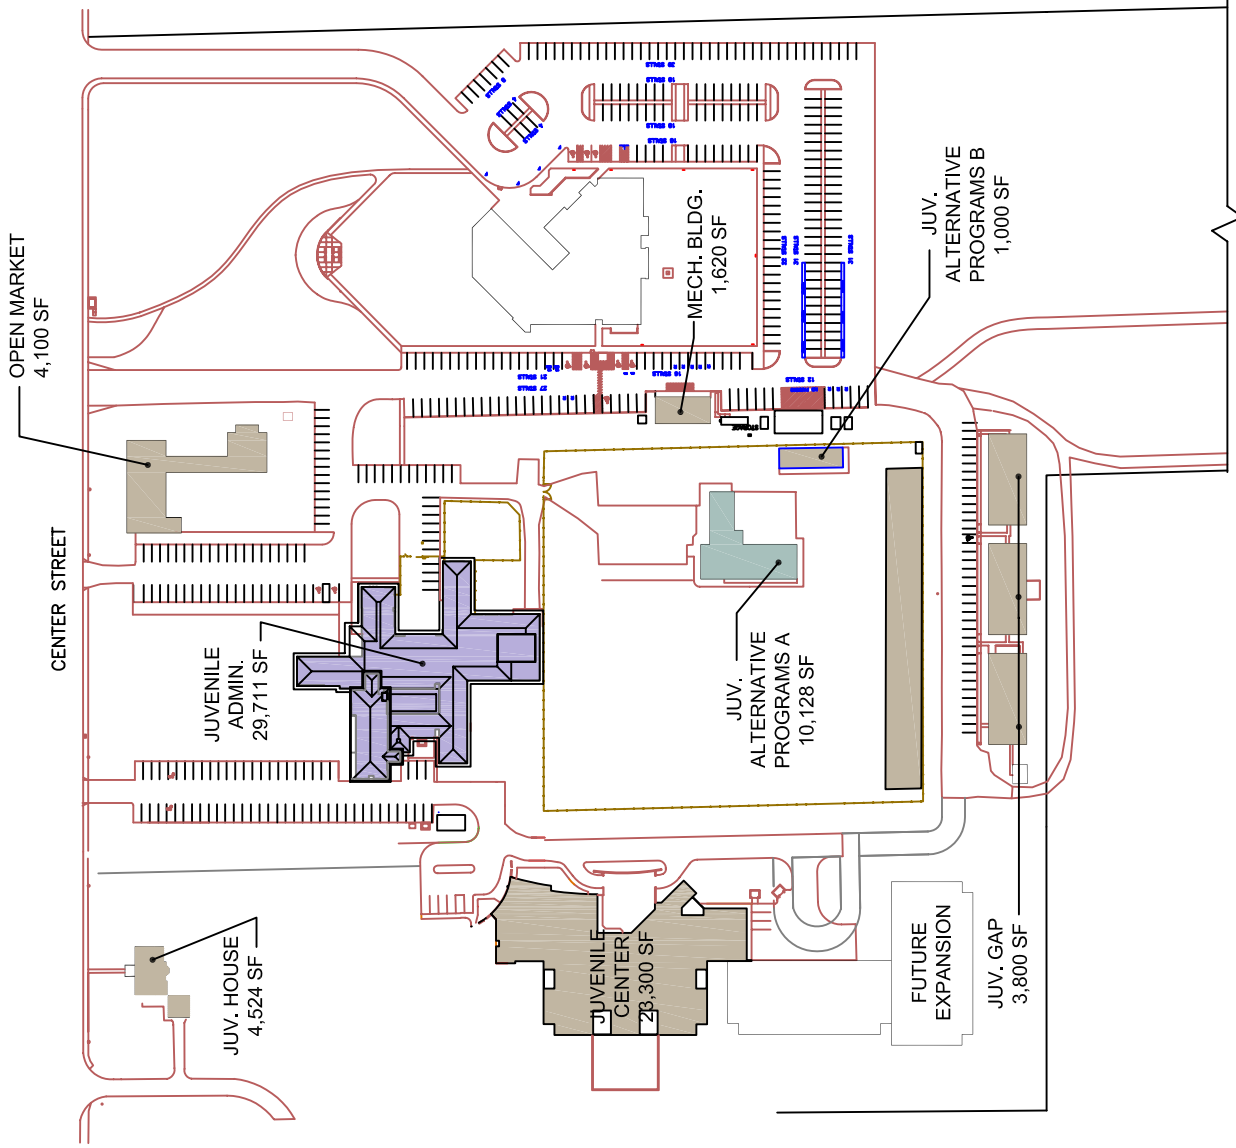 OPEN MARKET
4,100 SF
CENTER STREET
MECH. BLDG.
1,620 SF
JUV.
ALTERNATIVE
PROGRAMS B
1,000 SF
JUVENILE
ADMIN.
29,711 SF
JUV.
ALTERNATIVE
PROGRAMS A
10,128 SF
JUV. HOUSE
4,524 SF
JUVENILE
CENTER
23,300 SF
FUTURE
EXPANSION
JUV. GAP
3,800 SF
STORAGE